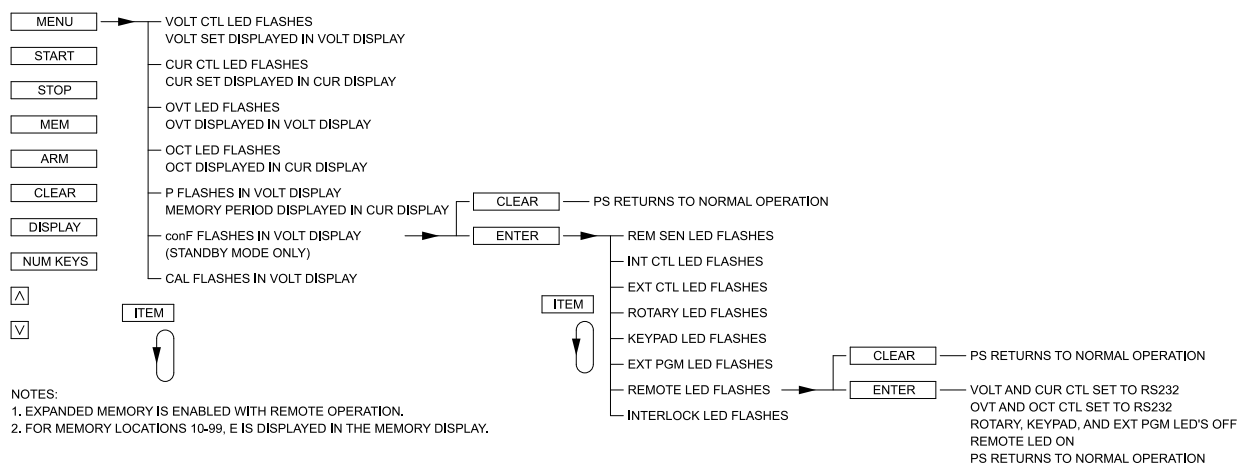 MENU
VOLT CTL LED FLASHES
VOLT SET DISPLAYED IN VOLT DISPLAY
START
CUR CTL LED FLASHES
CUR SET DISPLAYED IN CUR DISPLAY
STOP
OVT LED FLASHES
OVT DISPLAYED IN VOLT DISPLAY
MEM
ARM
OCT LED FLASHES
OCT DISPLAYED IN CUR DISPLAY
CLEAR
P FLASHES IN VOLT DISPLAY
MEMORY PERIOD DISPLAYED IN CUR DISPLAY
CLEAR
PS RETURNS TO NORMAL OPERATION
DISPLAY
conF FLASHES IN VOLT DISPLAY
(STANDBY MODE ONLY)
ENTER
REM SEN LED FLASHES
NUM KEYS
CAL FLASHES IN VOLT DISPLAY
INT CTL LED FLASHES
EXT CTL LED FLASHES
ITEM
ITEM
ROTARY LED FLASHES
KEYPAD LED FLASHES
EXT PGM LED FLASHES
REMOTE LED FLASHES
INTERLOCK LED FLASHES
CLEAR
PS RETURNS TO NORMAL OPERATION
ENTER
VOLT AND CUR CTL SET TO RS232
OVT AND OCT CTL SET TO RS232
ROTARY, KEYPAD, AND EXT PGM LED'S OFF
REMOTE LED ON
PS RETURNS TO NORMAL OPERATION
NOTES:
1. EXPANDED MEMORY IS ENABLED WITH REMOTE OPERATION.
2. FOR MEMORY LOCATIONS 10-99, E IS DISPLAYED IN THE MEMORY DISPLAY.